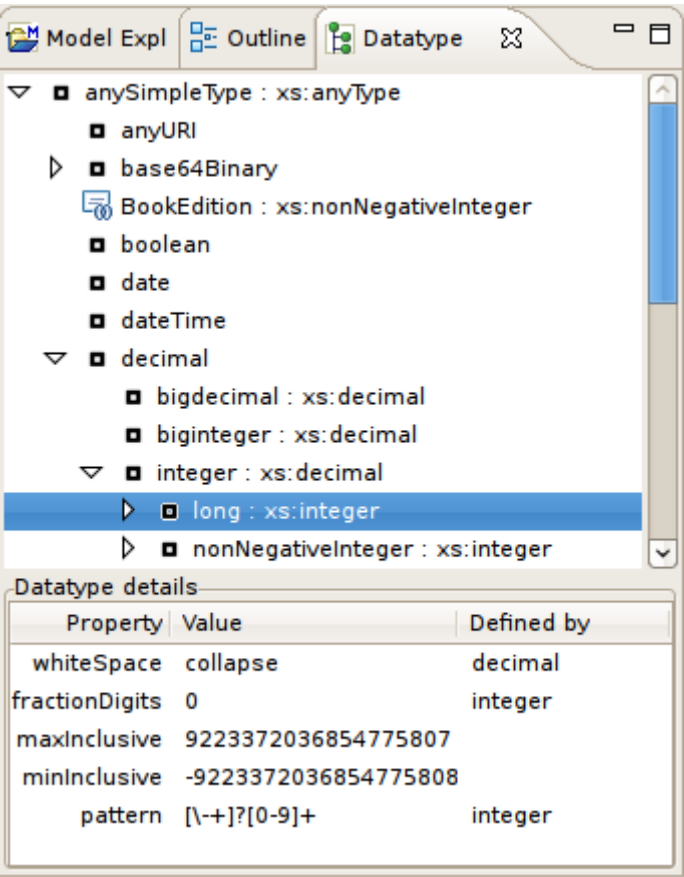 Model Expl Outline Datatype
anySimpleType : xs:anyType
anyURI
base64Binary
BookEdition : xs:nonNegativeInteger
boolean
date
dateTime
decimal
bigdecimal : xs:decimal
biginteger : xs:decimal
integer : xs:decimal
long : xs:integer
nonNegativeInteger : xs:integer
Datatype details
Property Value Defined by
whiteSpace collapse decimal
fractionDigits 0 integer
maxInclusive 9223372036854775807
minInclusive -9223372036854775808
pattern [\-+]?[0-9]+ integer